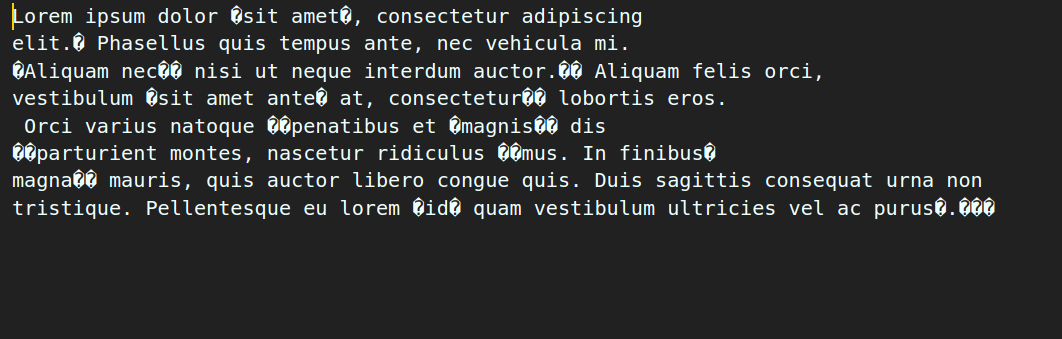 Lorem ipsum dolor �sit amet�, consectetur adipiscing
elit.� Phasellus quis tempus ante, nec vehicula mi.
�Aliquam nec�� nisi ut neque interdum auctor.�� Aliquam felis orci,
vestibulum �sit amet ante� at, consectetur�� lobortis eros.
 Orci varius natoque ��penatibus et �magnis�� dis
��parturient montes, nascetur ridiculus ��mus. In finibus�
magna�� mauris, quis auctor libero congue quis. Duis sagittis consequat urna non
tristique. Pellentesque eu lorem �id� quam vestibulum ultricies vel ac purus�.���